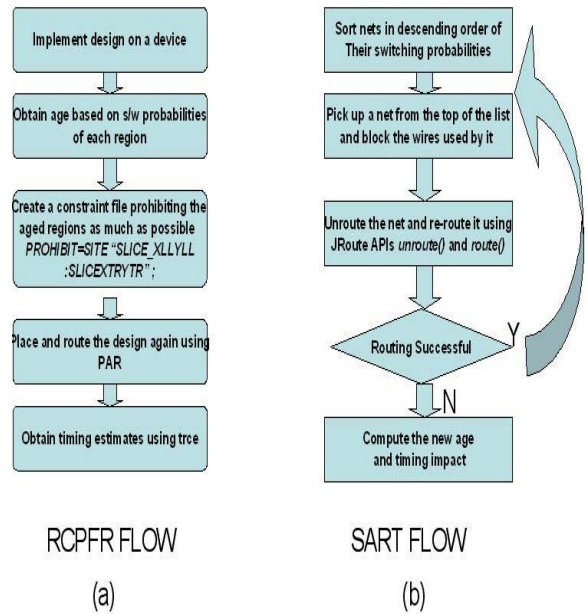 Implement design on a device
Obtain age based on s/w probabilities
of each region
Create a constraint file prohibiting the
aged regions as much as possible
PROHIBIT=SITE “SLICE_XLLYLL
:SLICEXTRYTR” ;
Place and route the design again using
PAR
Obtain timing estimates using trce
RCPFR FLOW
(a)
Sort nets in descending order of
Their switching probabilities
Pick up a net from the top of the list
and block the wires used by it
Unroute the net and re-route it using
JRoute APIs unroute() and route()
Routing Successful
Y
N
Compute the new age
and timing impact
SART FLOW
(b)